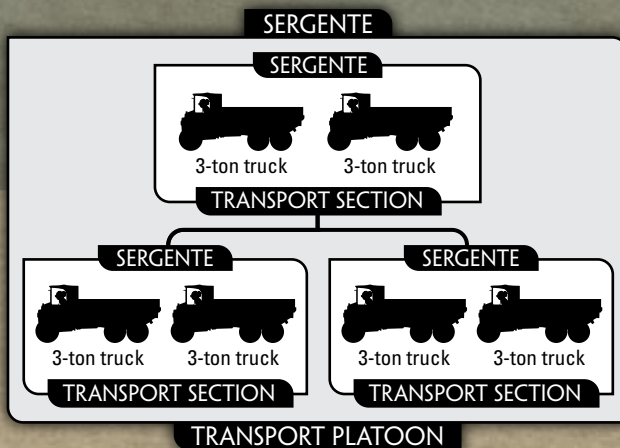 SERGENTE
SERGENTE
3-ton truck 3-ton truck
TRANSPORT SECTION
SERGENTE SERGENTE
3-ton truck 3-ton truck 3-ton truck 3-ton truck
TRANSPORT SECTION TRANSPORT SECTION
TRANSPORT PLATOON